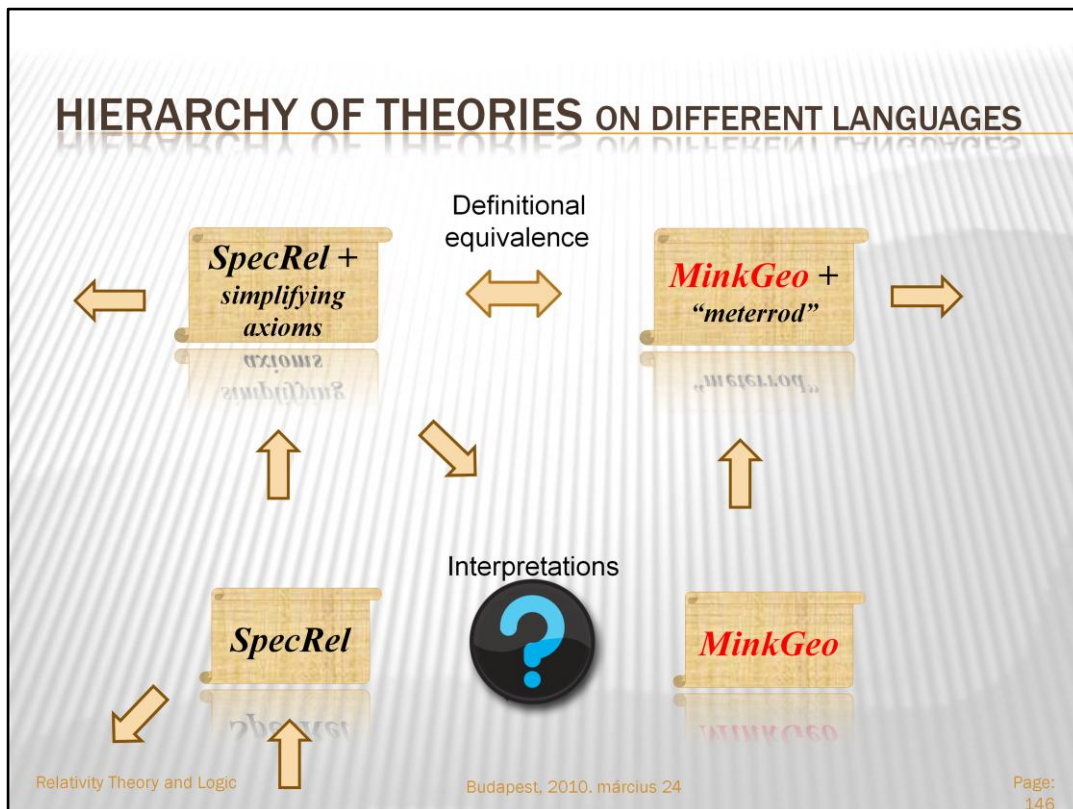 HIERARCHY OF THEORIES ON DIFFERENT LANGUAGES
Definitional
equivalence
SpecRel +
simplifying
axioms
MinkGeo +
“meterrod”
Interpretations
SpecRel
MinkGeo
Relativity Theory and Logic
Budapest, 2010. március 24
Page:
146